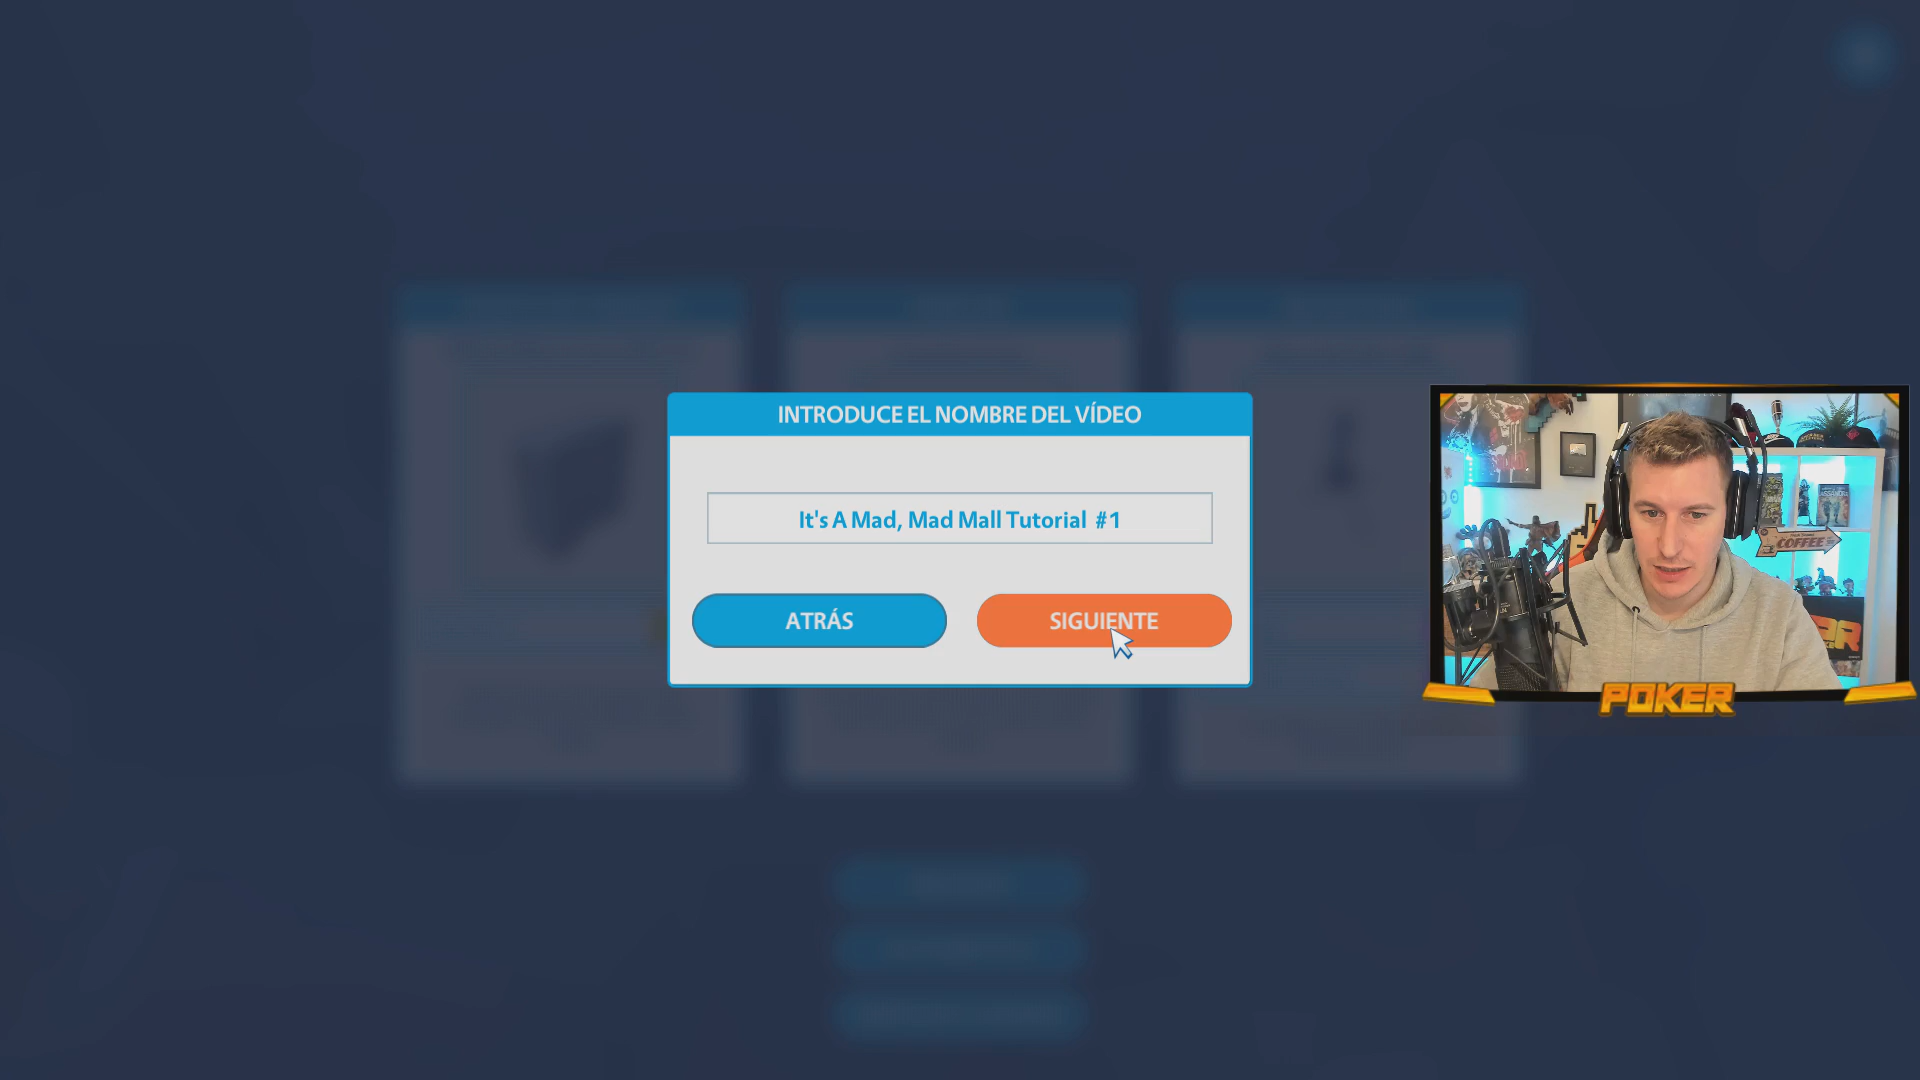 INTRODUCE EL NOMBRE DEL VÍDEO
It's A Mad, Mad Mall Tutorial #1
ATRÁS
SIGUIENTE
COFFEE
POKER